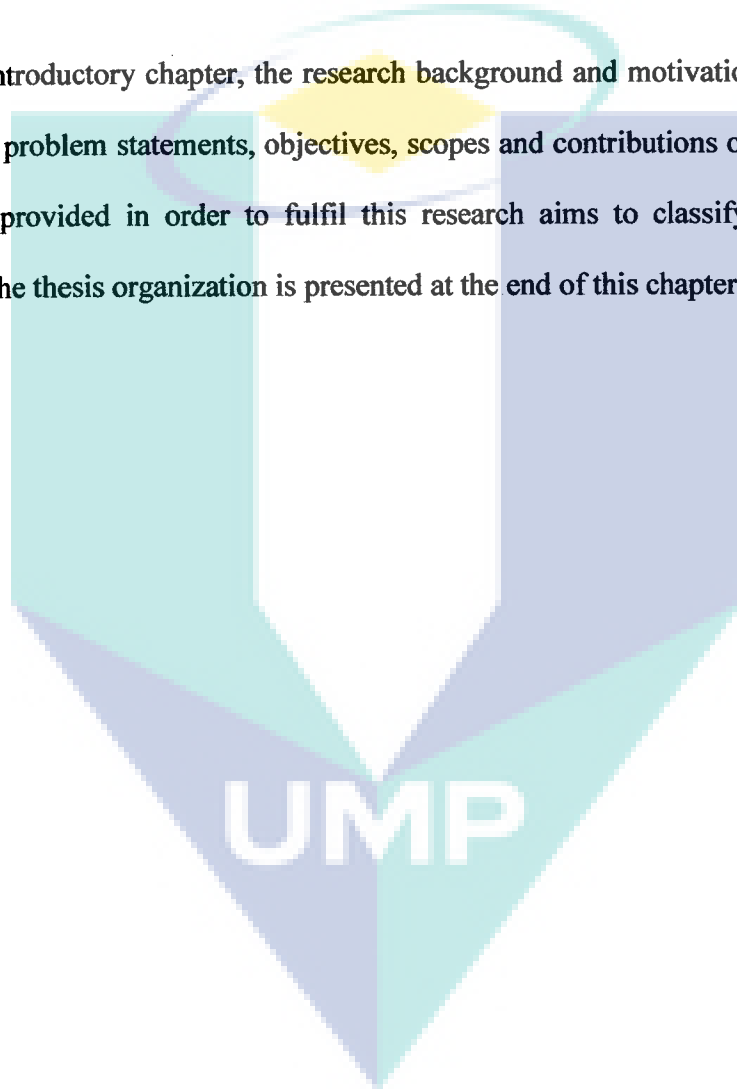 ntroductory chapter, the research background and motivatio
problem statements, objectives, scopes and contributions o
provided in order to fulfil this research aims to classify
he thesis organization is presented at the end of this chapter
UMP